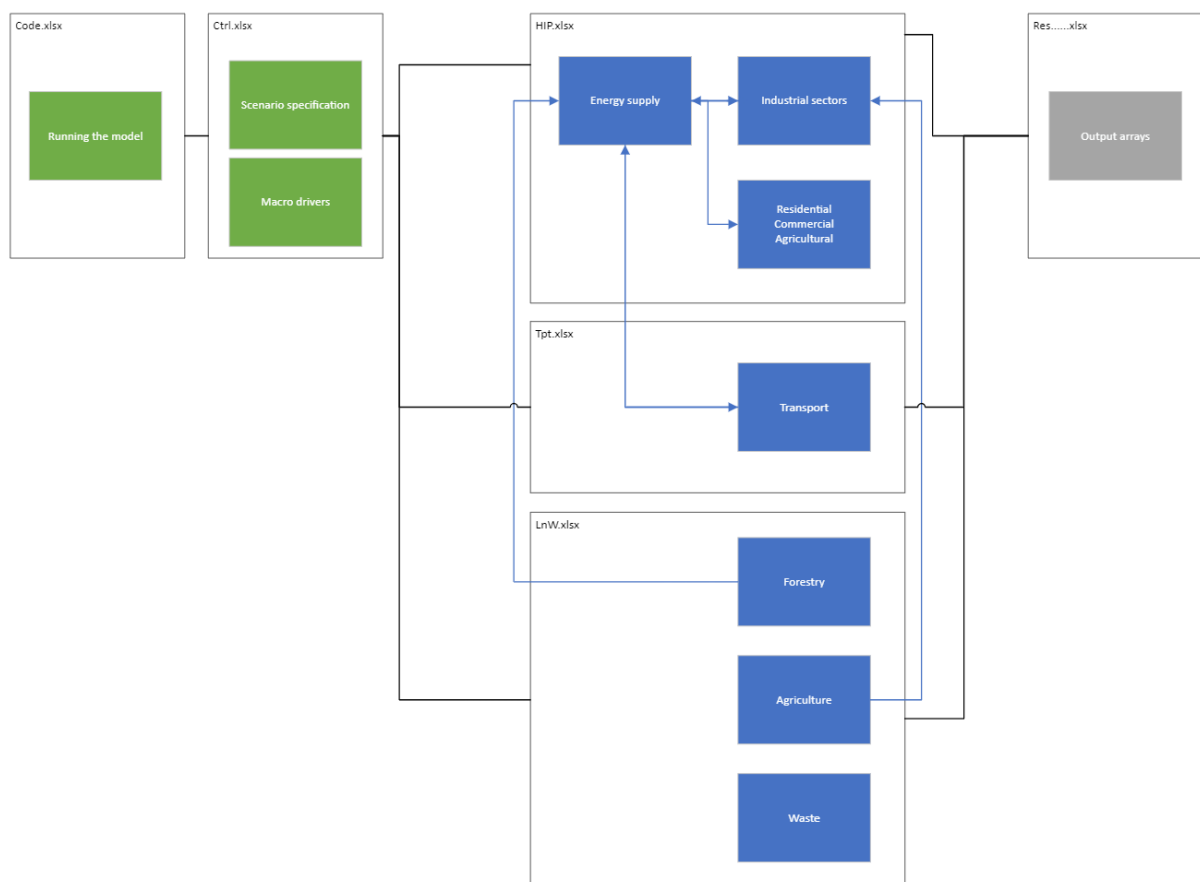 Code.xlsx
Running the model
Ctrl.xlsx
Scenario specification
Macro drivers
HIP.xlsx
Energy supply
Industrial sectors
Residential
Commercial
Agricultural
Tpt.xlsx
Transport
LnW.xlsx
Forestry
Agriculture
Waste
Res......xlsx
Output arrays